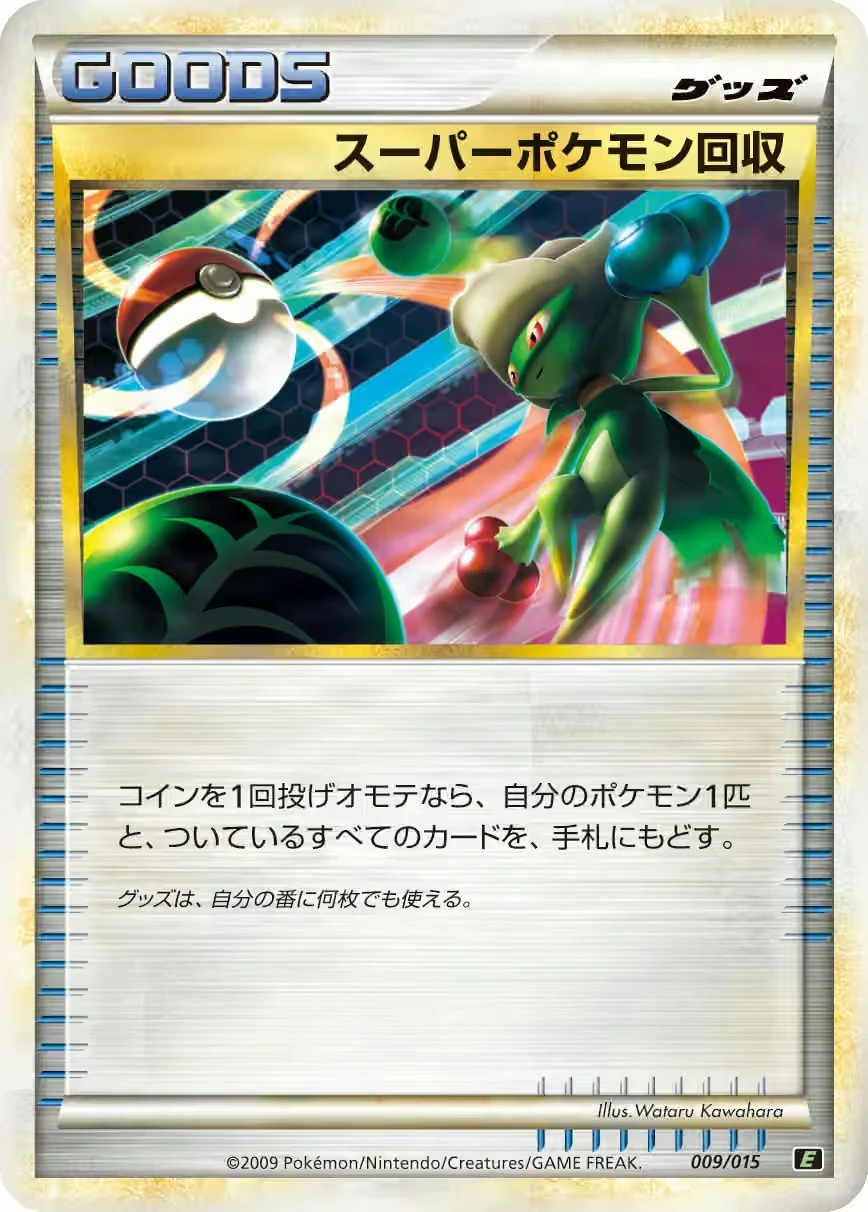 GOODS
グッズ
スーパーポケモン回収
コインを1回投げオモテなら、自分のポケモン1匹
と、ついているすべてのカードを、手札にもどす。
グッズは、自分の番に何枚でも使える。
Illus.Wataru Kawahara
©2009 Pokémon/Nintendo/Creatures/GAME FREAK. 009/015 E